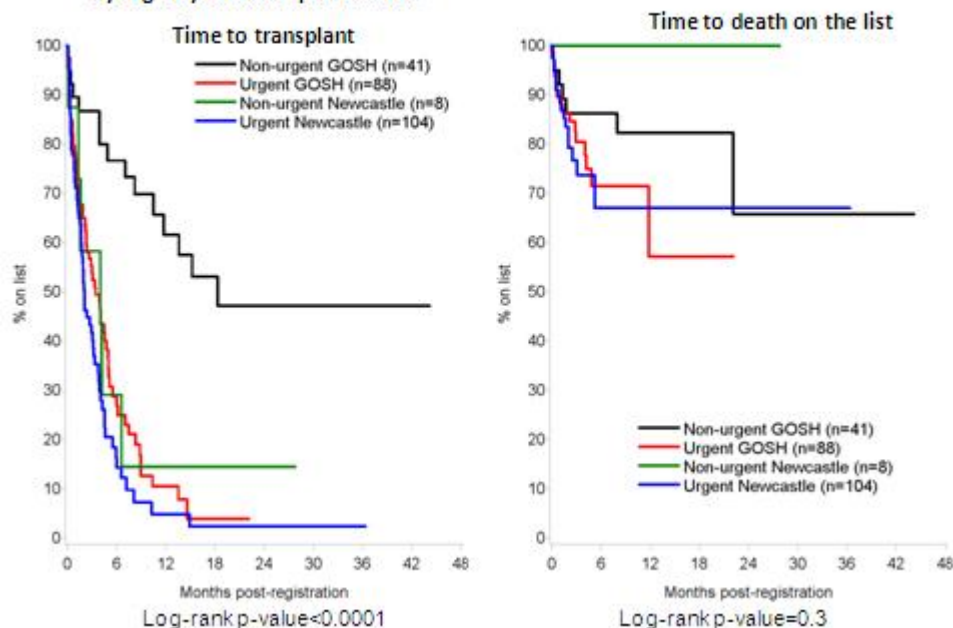 Time to transplant
Non-urgent GOSH (n=41)
Urgent GOSH (n=88)
Non-urgent Newcastle (n=8)
Urgent Newcastle (n=104)
% on list
100
90
80
70
60
50
40
30
20
10
0
0 6 12 18 24 30 36 42 48
Months post-registration
Log-rank p-value<0.0001
Time to death on the list
% on list
100
90
80
70
60
50
40
30
20
10
0
Non-urgent GOSH (n=41)
Urgent GOSH (n=88)
Non-urgent Newcastle (n=8)
Urgent Newcastle (n=104)
0 6 12 18 24 30 36 42 48
Months post-registration
Log-rank p-value=0.3